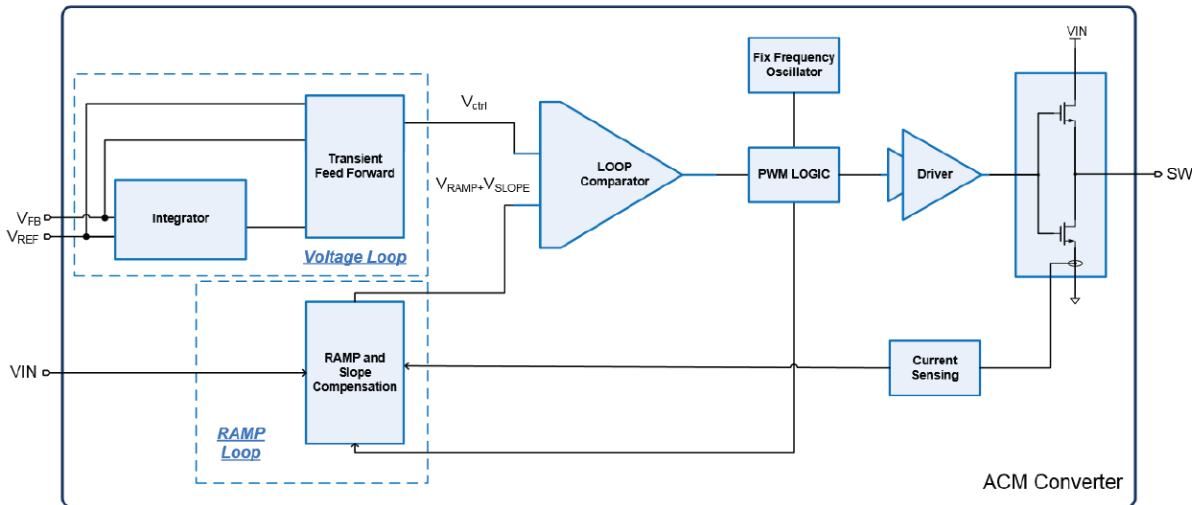 VIN
Fix Frequency
Oscillator
Vctrl
Transient
Feed Forward
LOOP
Comparator
PWM LOGIC
Driver
SW
VRAMP+VSLOPE
VFB
VREF
Integrator
Voltage Loop
VIN
RAMP and
Slope
Compensation
Current
Sensing
RAMP
Loop
ACM Converter